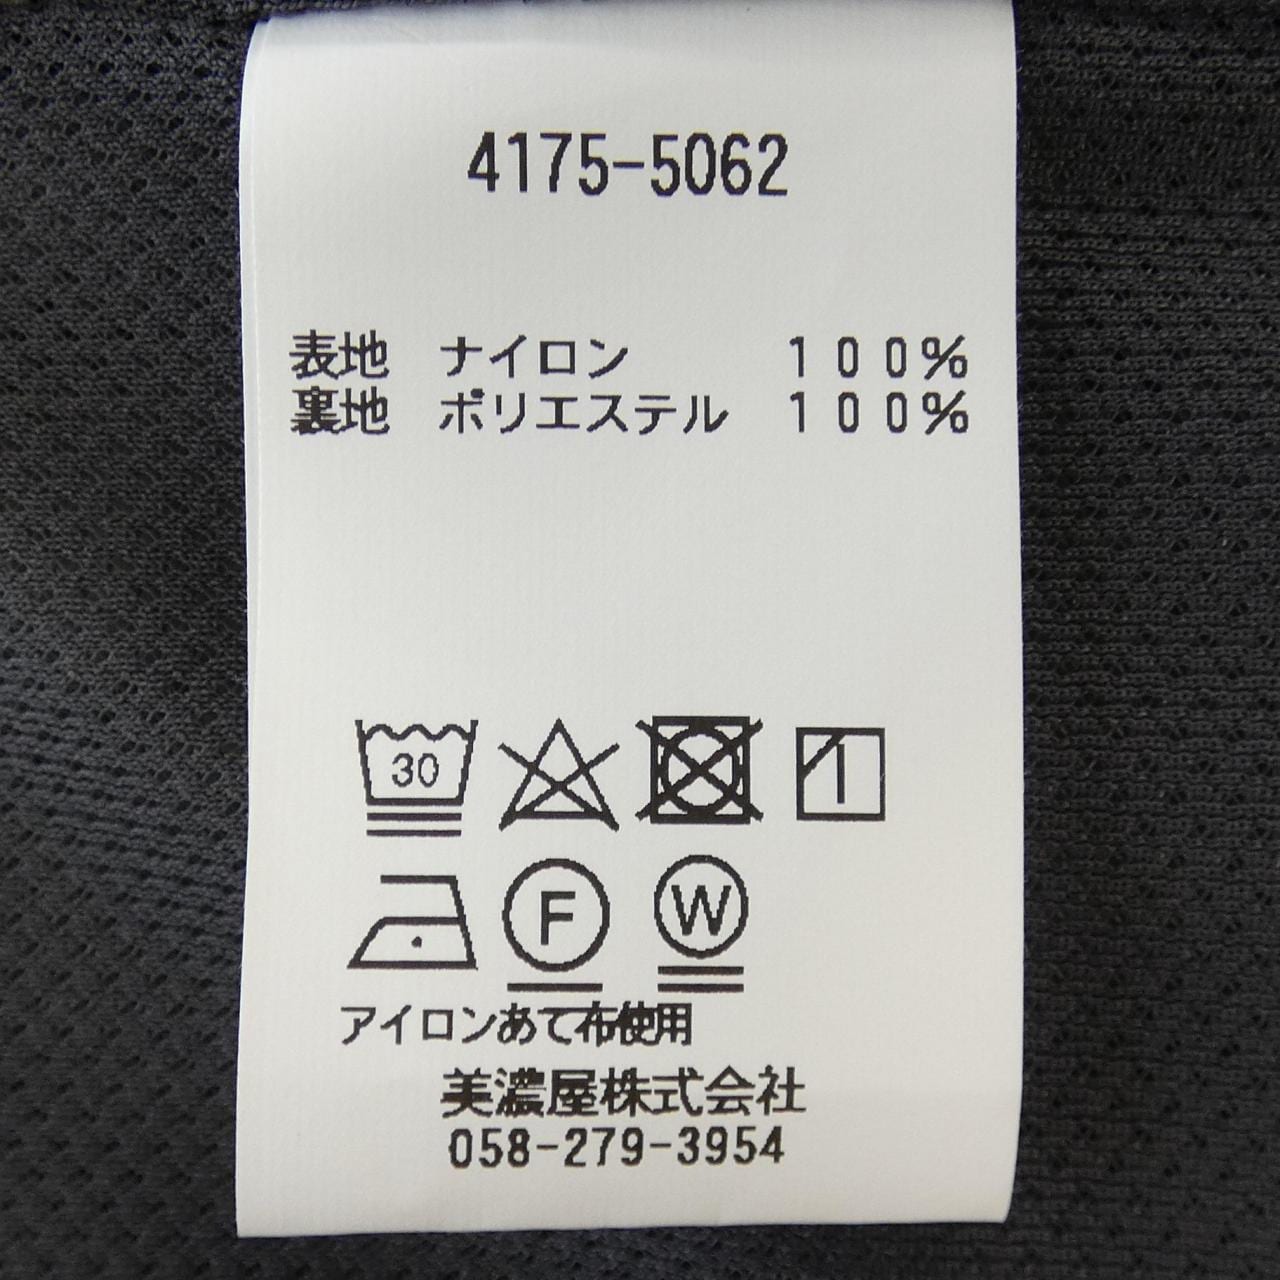 4175-5062
表地 ナイロン 100%
裏地 ポリエステル 100%
30
F W
アイロンあて布使用
美濃屋株式会社
058-279-3954